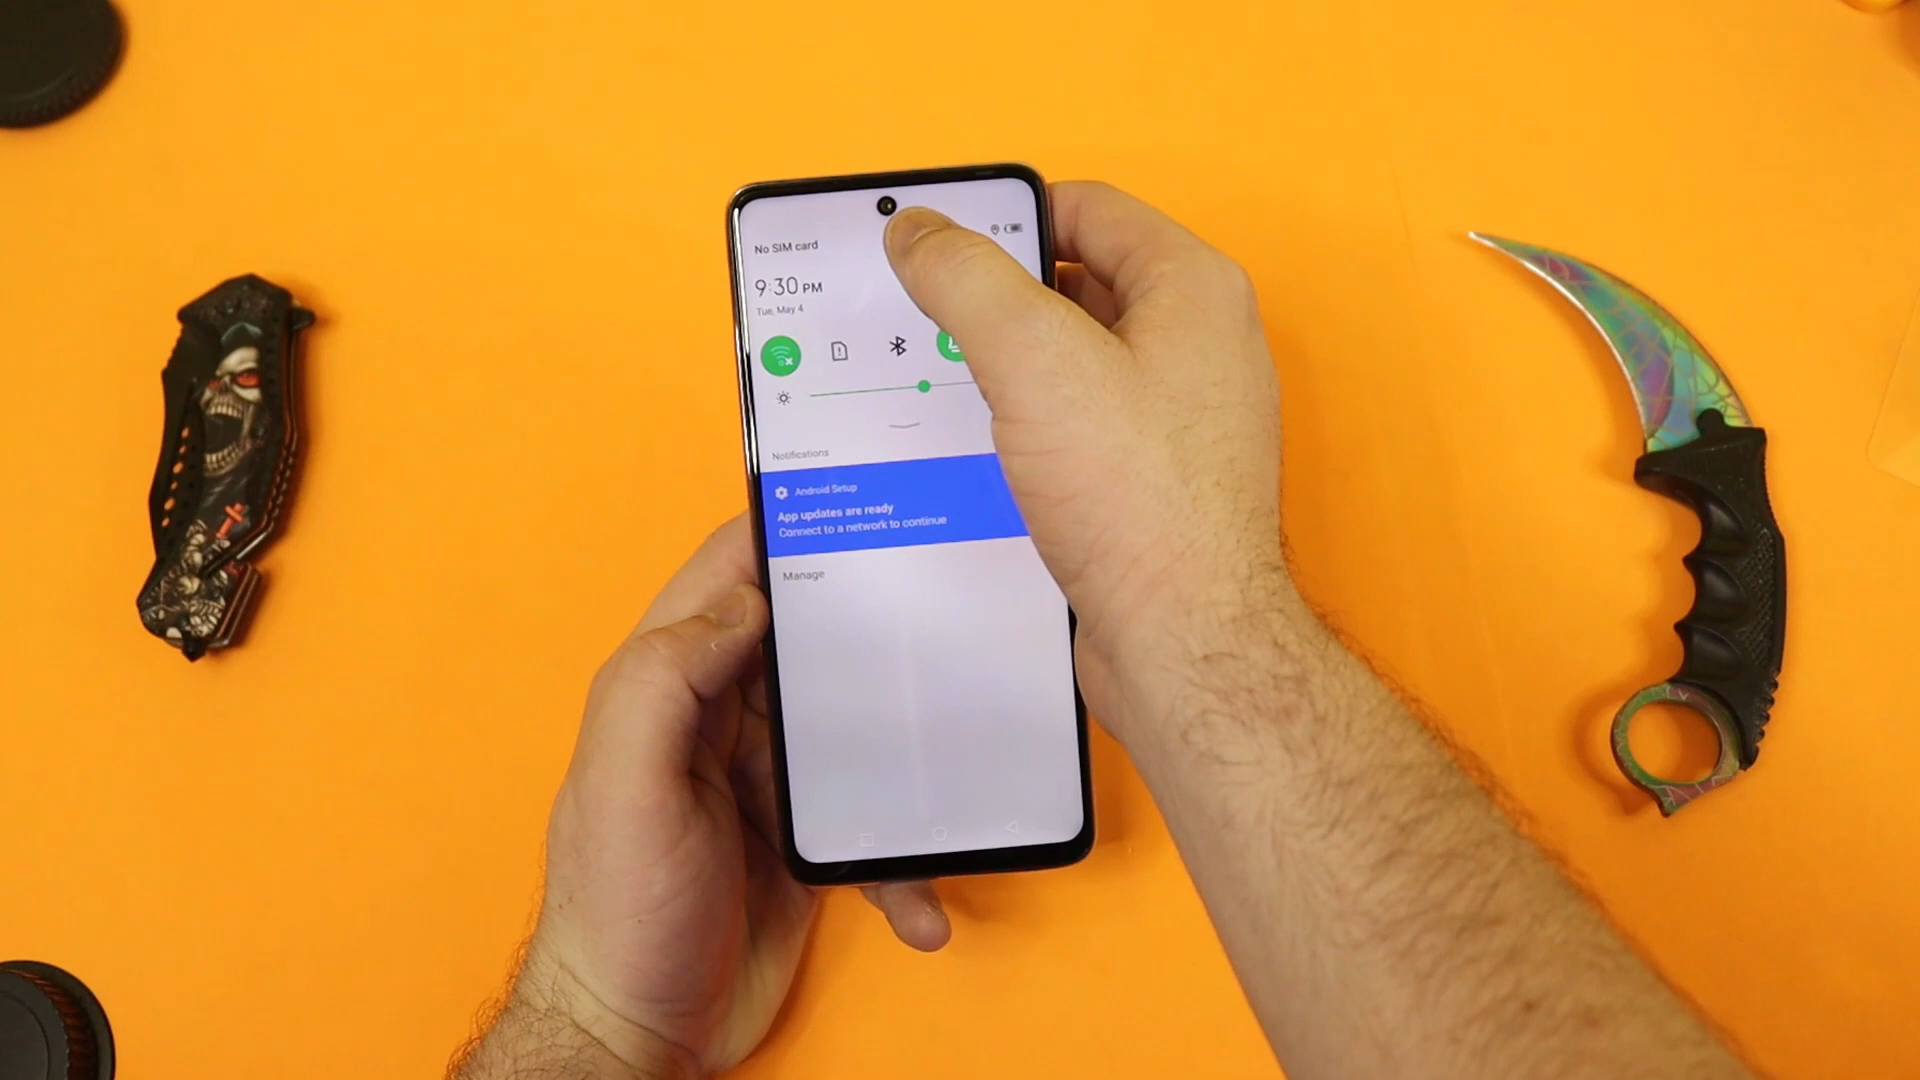 No SIM card
9:30 PM
Tue, May 4
Notifications
Android Setup
App updates are ready
Connect to a network to continue
Manage